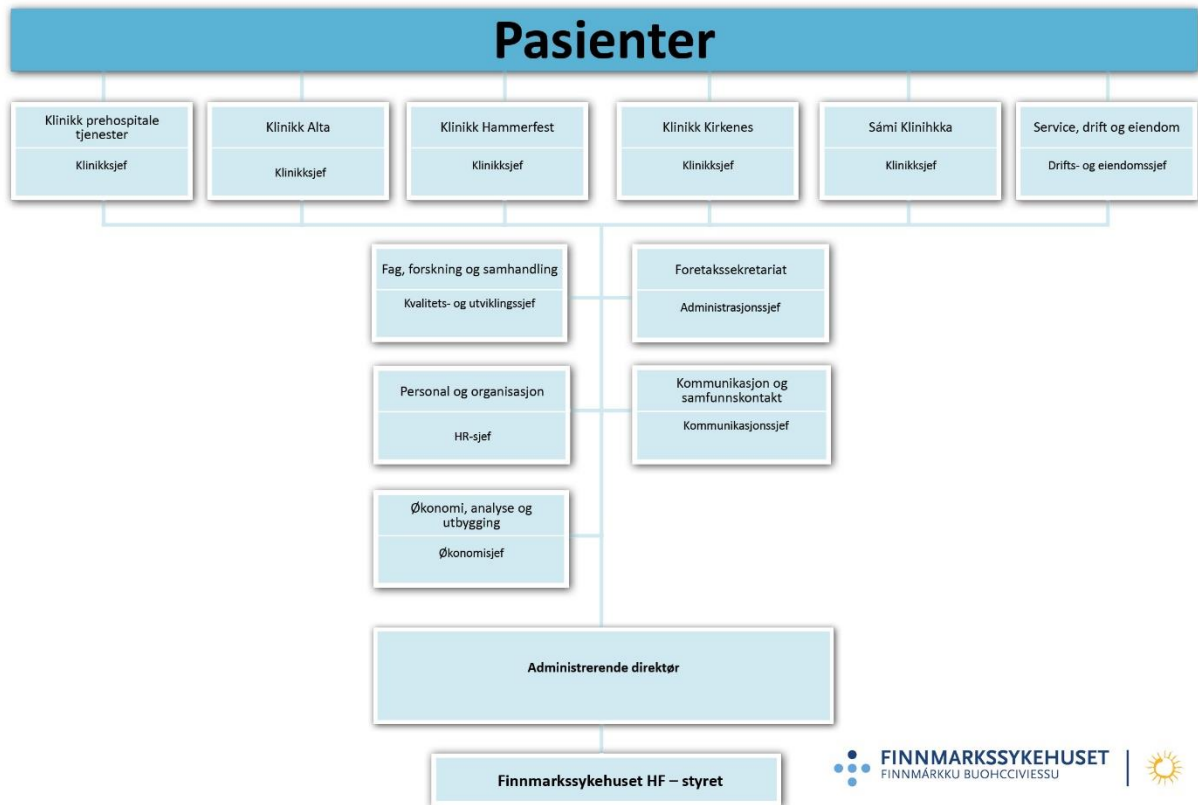 Pasienter
Klinikk prehospitale
tjenester
Klinikksjef
Klinikk Alta
Klinikksjef
Klinikk Hammerfest
Klinikksjef
Klinikk Kirkenes
Klinikksjef
Sámi Klinihkka
Klinikksjef
Service, drift og eiendom
Drifts- og eiendomssjef
Fag, forskning og samhandling
Kvalitets- og utviklingssjef
Foretakssekretariat
Administrasjonssjef
Personal og organisasjon
HR-sjef
Kommunikasjon og
samfunnskontakt
Kommunikasjonssjef
Økonomi, analyse og
utbygging
Økonomisjef
Administrerende direktør
Finnmarkssykehuset HF – styret
FINNMARKSSYKEHUSET
FINNMÁRKKU BUOHCCIVIESSU